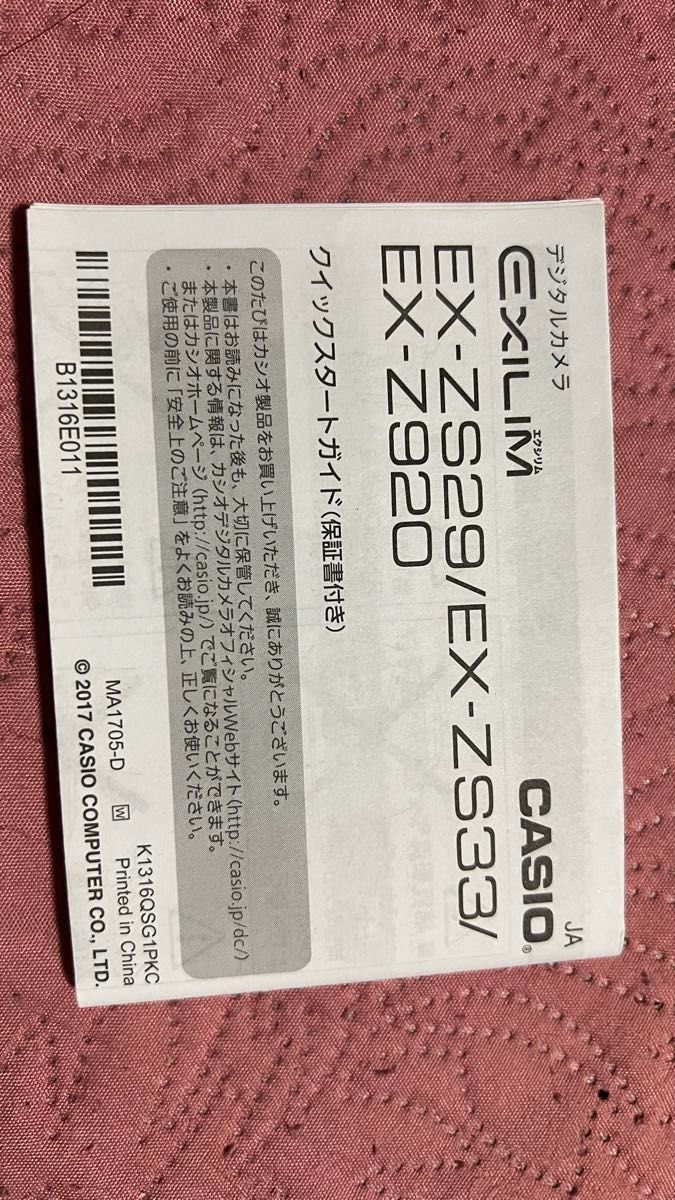 JA
デジタルカメラ
CASIO®
EXILIM
エクシリム
EX-ZS29/EX-ZS33/
EX-Z920
クイックスタートガイド(保証書付き)
このたびはカシオ製品をお買い上げいただき、誠にありがとうございます。
・本書はお読みになった後も、大切に保管してください。
・本製品に関する情報は、カシオデジタルカメラオフィシャルWebサイト(http://casio.jp/dc/)
またはカシオホームページ(http://casio.jp/)でご覧になることができます。
・ご使用の前に「安全上のご注意」をよくお読みの上、正しくお使いください。
B1316E011
K1316QSG1PKC
MA1705-D W Printed in China
© 2017 CASIO COMPUTER CO., LTD.